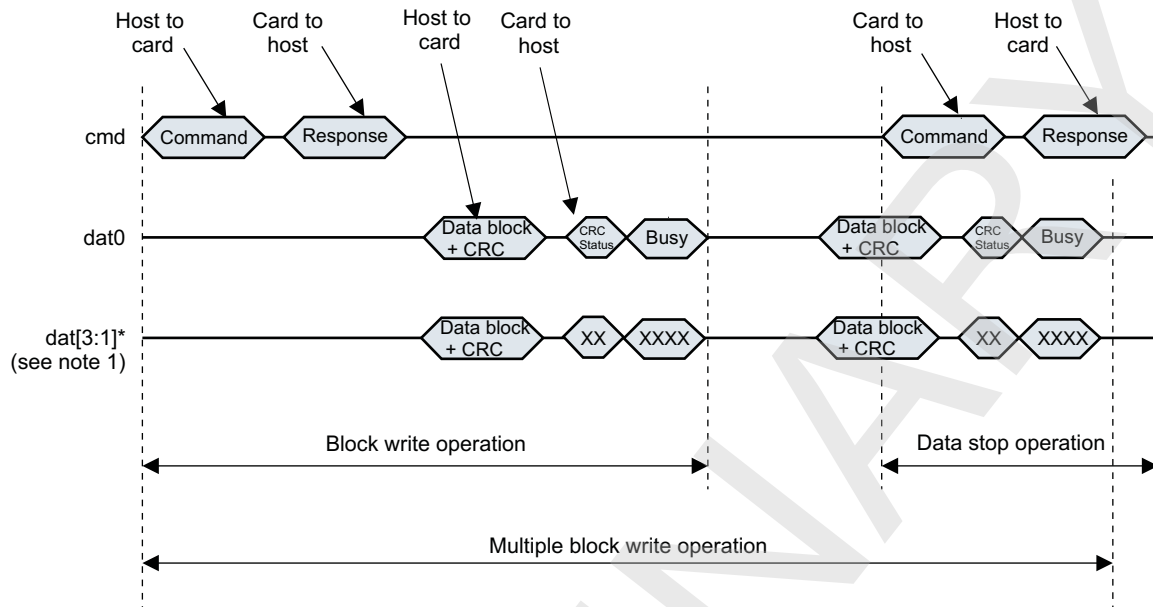 Host to
card
Card to
host
Host to
card
Card to
host
Card to
host
Host to
card
cmd
Command
Response
Command
Response
dat0
Data block
+ CRC
CRC
Status
Busy
Data block
+ CRC
CRC
Status
Busy
dat[3:1]*
(see note 1)
Data block
+ CRC
XX
XXXX
Data block
+ CRC
XX
XXXX
Block write operation
Data stop operation
Multiple block write operation
NARY